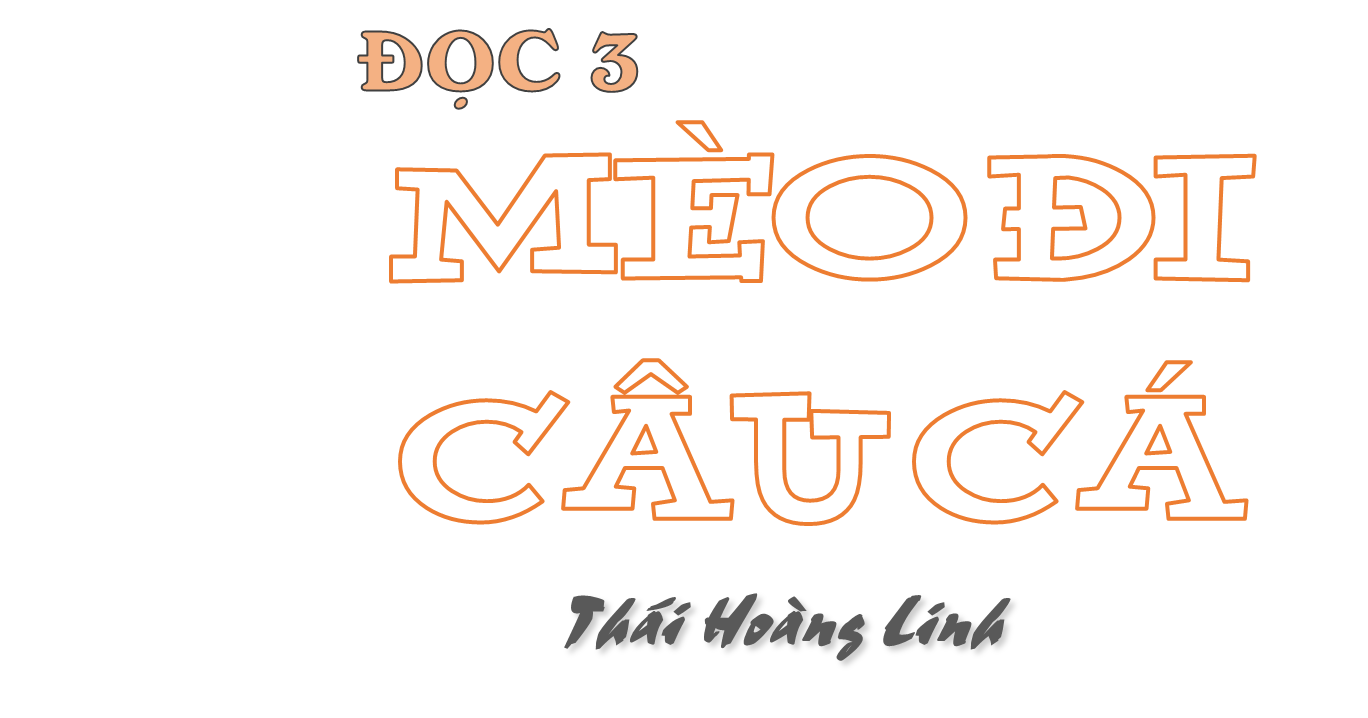 ĐỌC 3
MÈO ĐI
CÂU CÁ
Thái Hoàng Linh